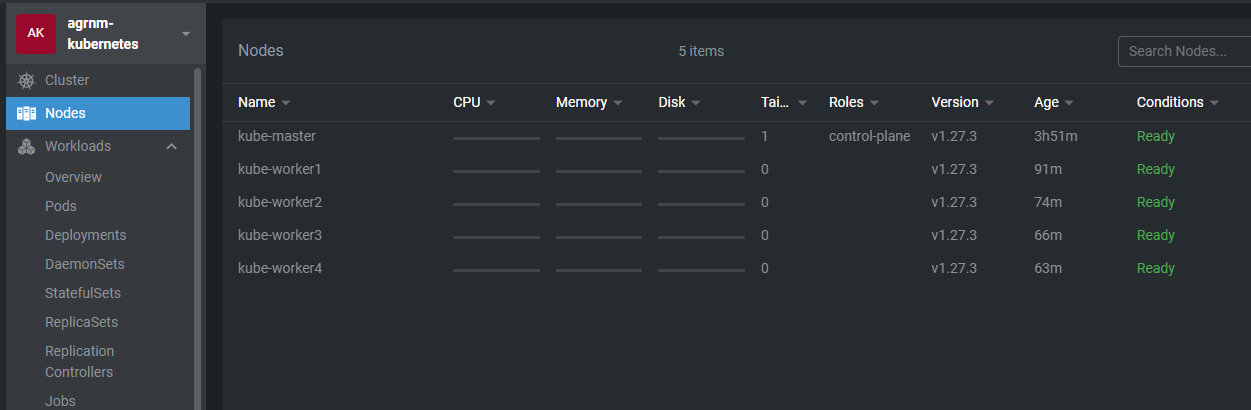 AK
agrnm-
kubernetes
Cluster
Nodes
Workloads
Overview
Pods
Deployments
DaemonSets
StatefulSets
ReplicaSets
Replication
Controllers
Jobs
Nodes 5 items Search Nodes...
Name CPU Memory Disk Tai... Roles Version Age Conditions
kube-master 1 control-plane v1.27.3 3h51m Ready
kube-worker1 0 v1.27.3 91m Ready
kube-worker2 0 v1.27.3 74m Ready
kube-worker3 0 v1.27.3 66m Ready
kube-worker4 0 v1.27.3 63m Ready